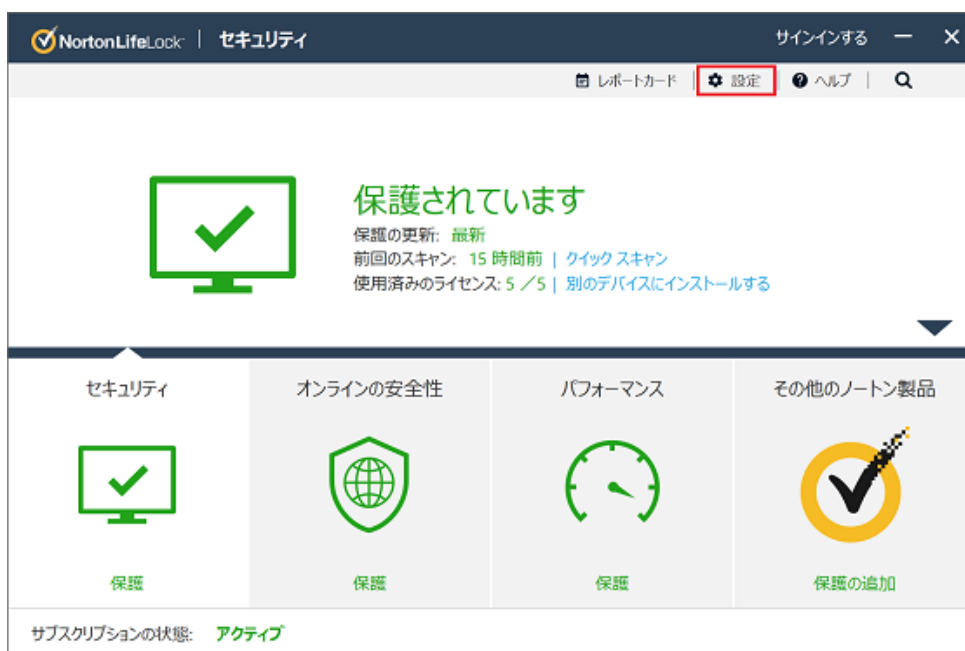 NortonLifeLock | セキュリティ サインインする
レポートカード | 設定 | ヘルプ |
保護されています
保護の更新: 最新
前回のスキャン: 15 時間前 | クイック スキャン
使用済みのライセンス: 5 ／5 | 別のデバイスにインストールする
セキュリティ オンラインの安全性 パフォーマンス その他のノートン製品
保護 保護 保護 保護の追加
サブスクリプションの状態: アクティブ